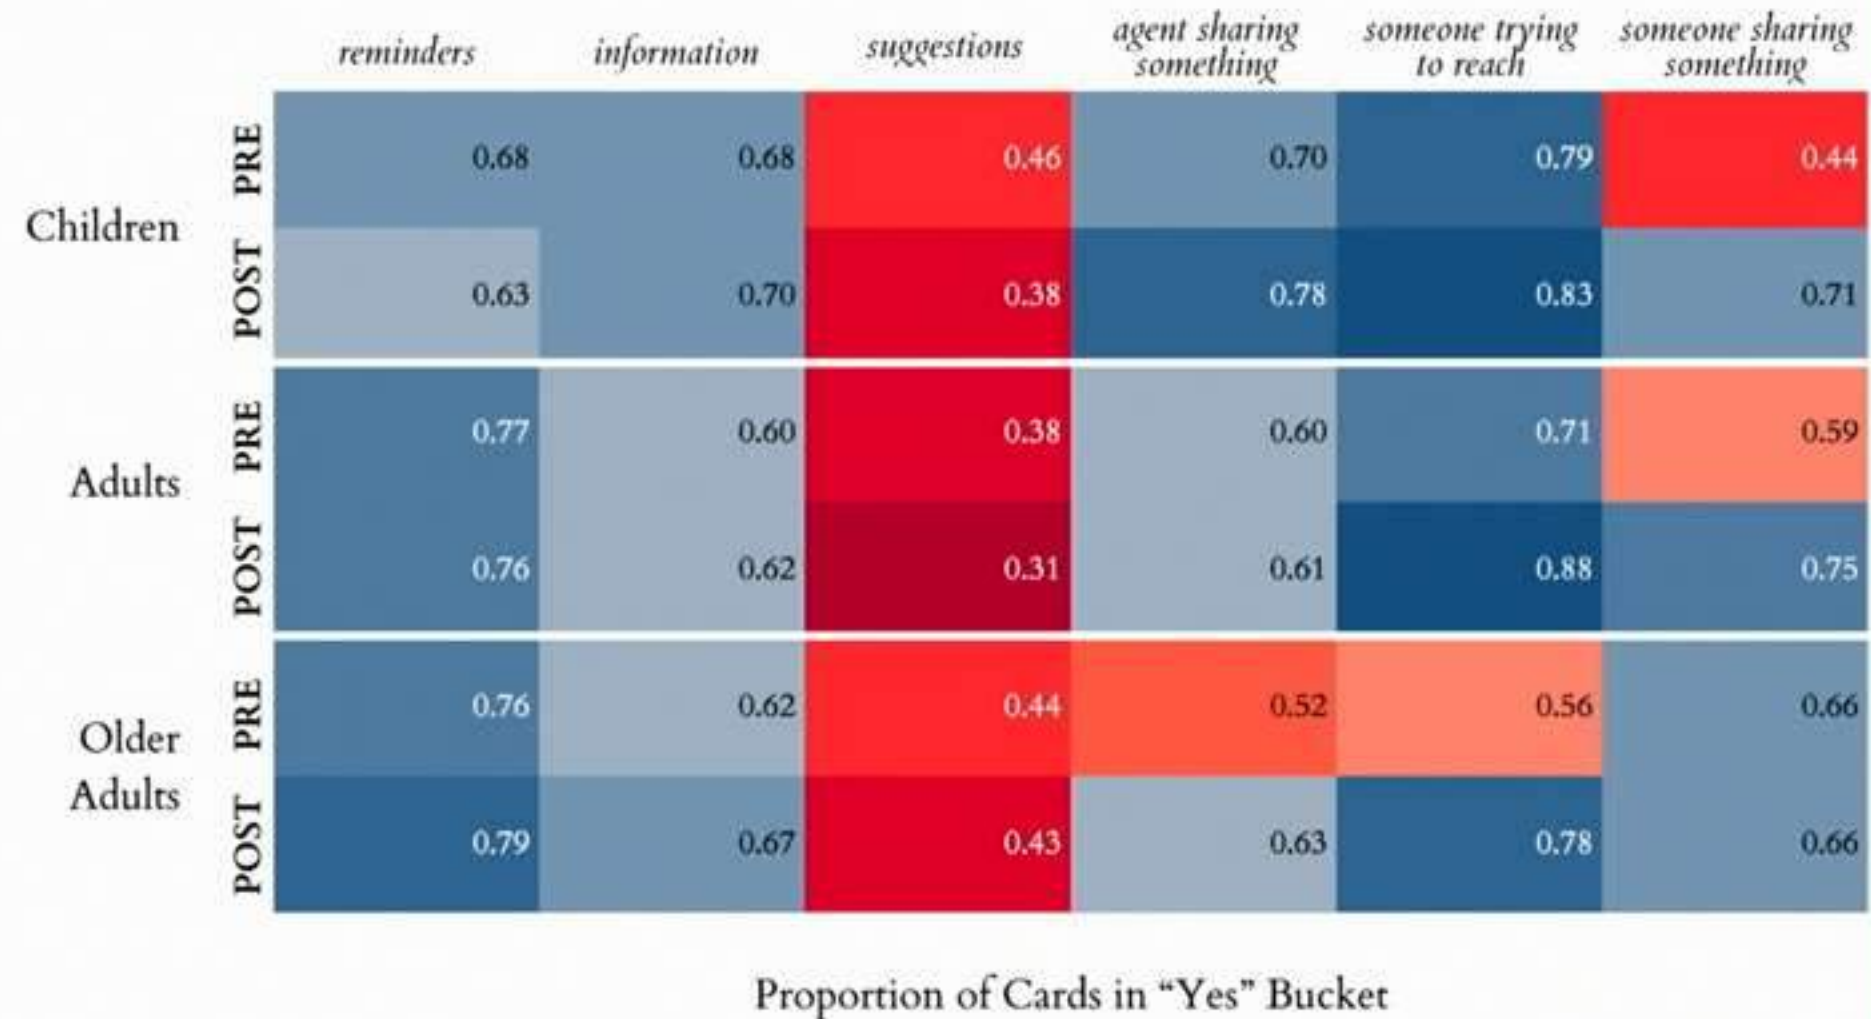 reminders information suggestions agent sharing something someone trying to reach someone sharing something
Children
PRE 0.68 0.68 0.46 0.70 0.79 0.44
POST 0.63 0.70 0.38 0.78 0.83 0.71
Adults
PRE 0.77 0.60 0.38 0.60 0.71 0.59
POST 0.76 0.62 0.31 0.61 0.88 0.75
Older Adults
PRE 0.76 0.62 0.44 0.52 0.56 0.66
POST 0.79 0.67 0.43 0.63 0.78 0.66
Proportion of Cards in “Yes” Bucket